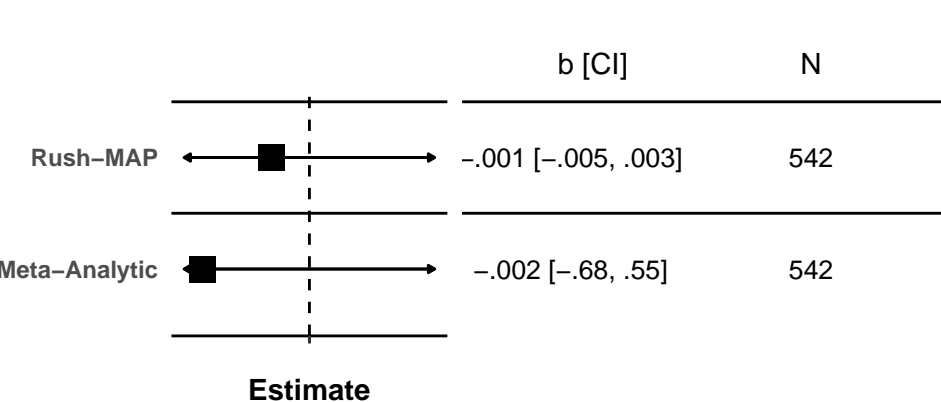 b [CI] N
Rush−MAP −.001 [−.005, .003] 542
Meta−Analytic −.002 [−.68, .55] 542
Estimate